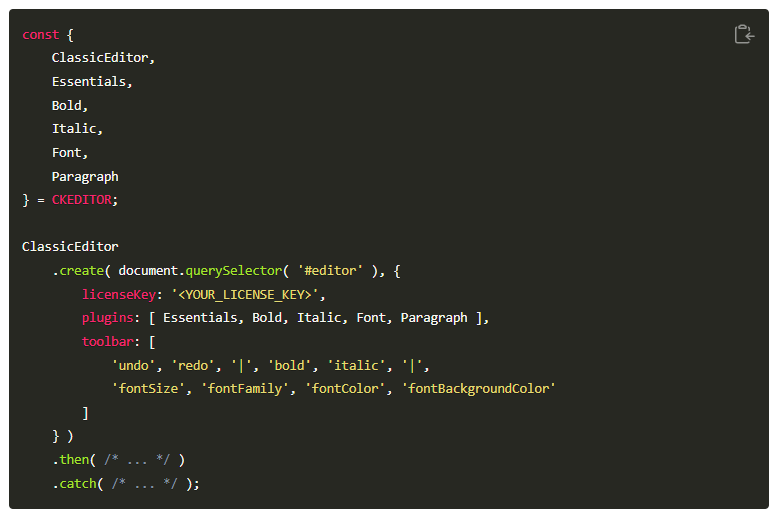 const {
    ClassicEditor,
    Essentials,
    Bold,
    Italic,
    Font,
    Paragraph
} = CKEDITOR;

ClassicEditor
    .create( document.querySelector( '#editor' ), {
        licenseKey: '<YOUR_LICENSE_KEY>',
        plugins: [ Essentials, Bold, Italic, Font, Paragraph ],
        toolbar: [
            'undo', 'redo', '|', 'bold', 'italic', '|',
            'fontSize', 'fontFamily', 'fontColor', 'fontBackgroundColor'
        ]
    } )
    .then( /* ... */ )
    .catch( /* ... */ );